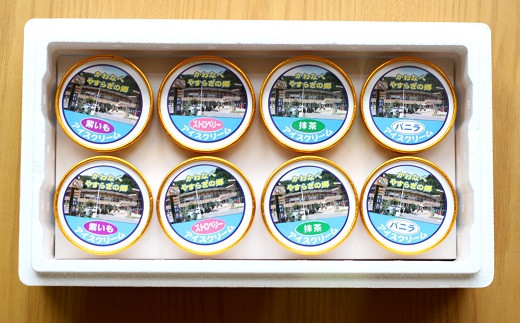 かわなべ
やすらぎの郷
紫いも
アイスクリーム
かわなべ
やすらぎの郷
ストロベリー
アイスクリーム
かわなべ
やすらぎの郷
抹茶
アイスクリーム
かわなべ
やすらぎの郷
バニラ
アイスクリーム
かわなべ
やすらぎの郷
紫いも
アイスクリーム
かわなべ
やすらぎの郷
ストロベリー
アイスクリーム
かわなべ
やすらぎの郷
抹茶
アイスクリーム
かわなべ
やすらぎの郷
バニラ
アイスクリーム